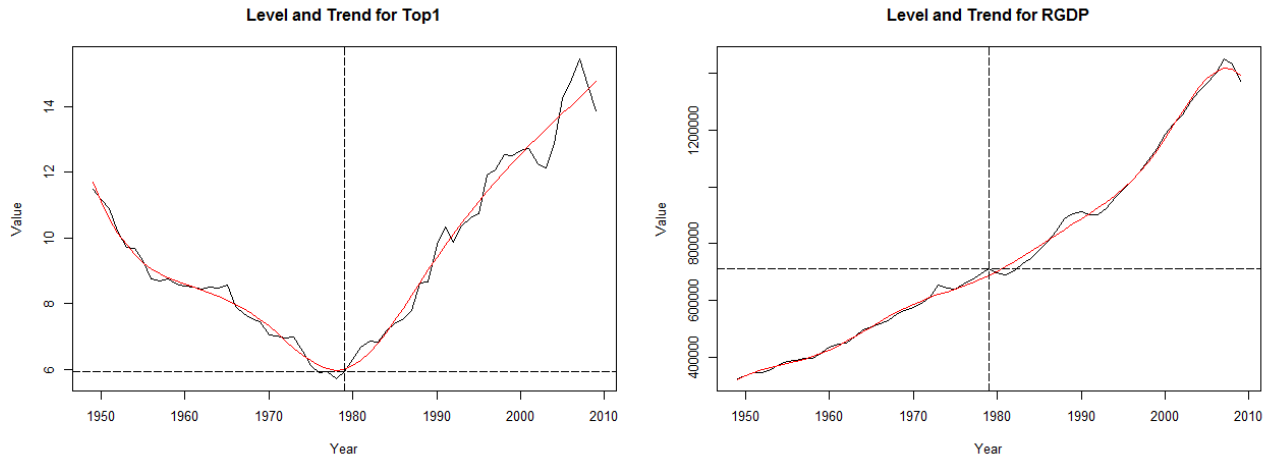 Level and Trend for Top1
Value
14
12
10
8
6
1950 1960 1970 1980 1990 2000 2010
Year
Level and Trend for RGDP
Value
1200000
800000
600000
400000
1950 1960 1970 1980 1990 2000 2010
Year